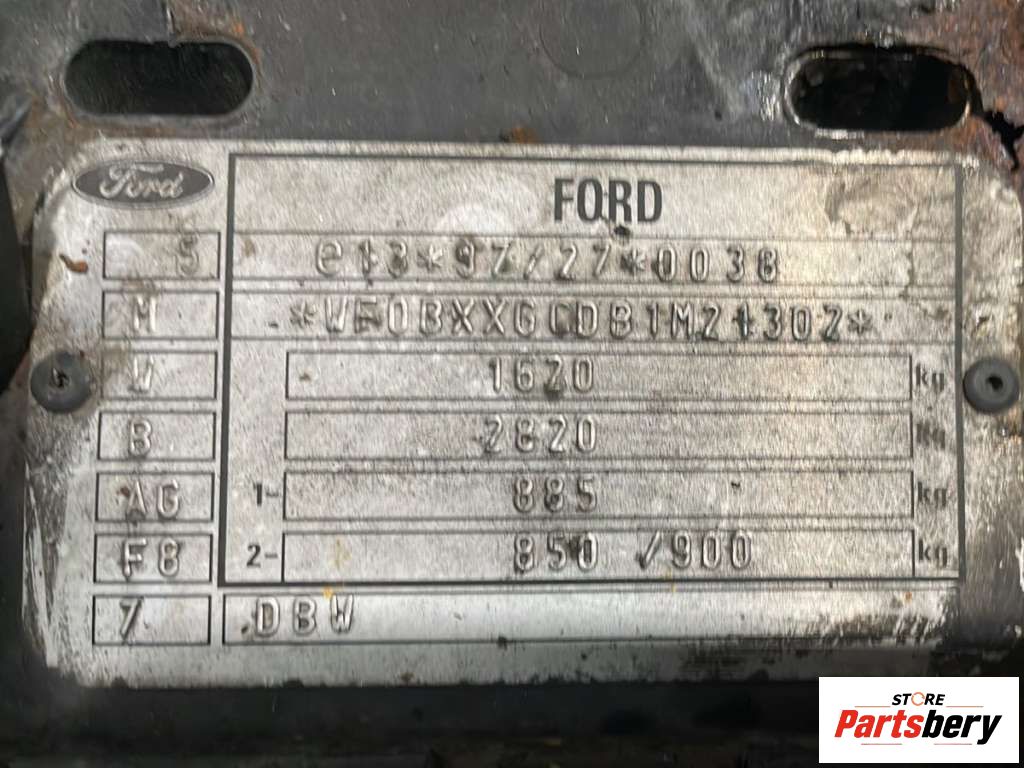 Ford
FORD
5 e13*97/27*0038
M *WF0BXXGCDB1M21302*
W 1620 kg
B 2820 kg
AG 1- 885 kg
F8 2- 850 /900 kg
7 DBW
STORE
Partsbery